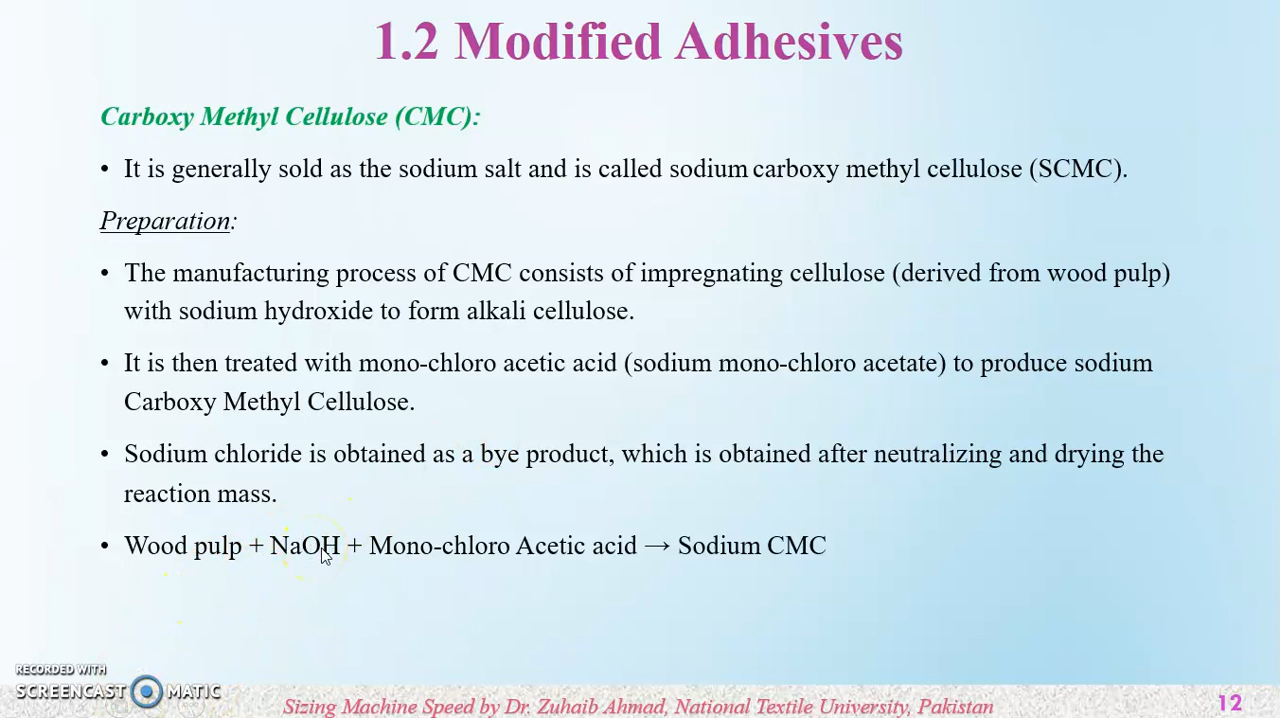 1.2 Modified Adhesives
Carboxy Methyl Cellulose (CMC):
• It is generally sold as the sodium salt and is called sodium carboxy methyl cellulose (SCMC).
Preparation:
• The manufacturing process of CMC consists of impregnating cellulose (derived from wood pulp)
with sodium hydroxide to form alkali cellulose.
• It is then treated with mono-chloro acetic acid (sodium mono-chloro acetate) to produce sodium
Carboxy Methyl Cellulose.
• Sodium chloride is obtained as a bye product, which is obtained after neutralizing and drying the
reaction mass.
• Wood pulp + NaOH + Mono-chloro Acetic acid → Sodium CMC
RECORDED WITH
SCREENCAST MATIC
Sizing Machine Speed by Dr. Zuhaib Ahmad, National Textile University, Pakistan
12